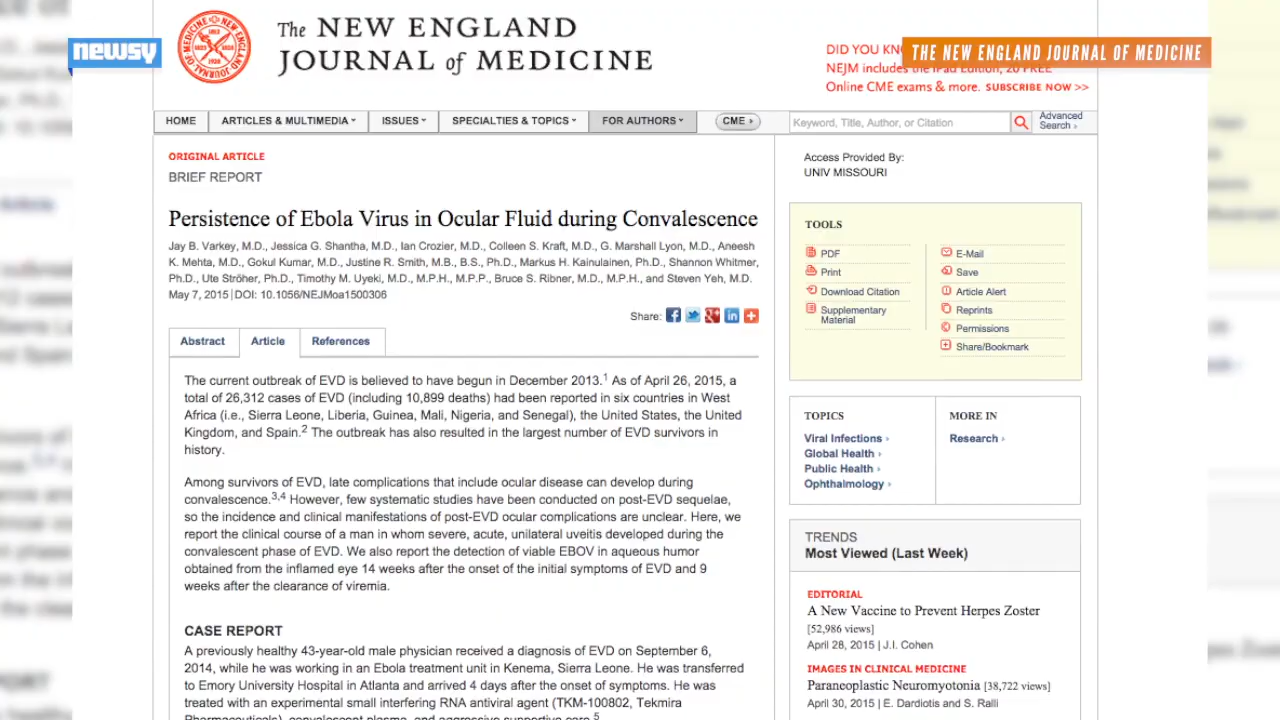 newsy
The NEW ENGLAND
JOURNAL of MEDICINE
DID YOU
THE NEW ENGLAND JOURNAL OF MEDICINE
NEJM includes the iPad Edition, 20 FREE
Online CME exams & more. SUBSCRIBE NOW >>
HOME ARTICLES & MULTIMEDIA ISSUES SPECIALTIES & TOPICS FOR AUTHORS CME Keyword, Title, Author, or Citation Advanced
Search
ORIGINAL ARTICLE
BRIEF REPORT
Persistence of Ebola Virus in Ocular Fluid during Convalescence
Jay B. Varkey, M.D., Jessica G. Shantha, M.D., Ian Crozier, M.D., Colleen S. Kraft, M.D., G. Marshall Lyon, M.D., Aneesh
K. Mehta, M.D., Gokul Kumar, M.D., Justine R. Smith, M.B., B.S., Ph.D., Markus H. Kainulainen, Ph.D., Shannon Whitmer,
Ph.D., Ute Ströher, Ph.D., Timothy M. Uyeki, M.D., M.P.H., M.P.P., Bruce S. Ribner, M.D., M.P.H., and Steven Yeh, M.D.
May 7, 2015 | DOI: 10.1056/NEJMoa1500306
Share:
Abstract Article References
The current outbreak of EVD is believed to have begun in December 2013.1 As of April 26, 2015, a
total of 26,312 cases of EVD (including 10,899 deaths) had been reported in six countries in West
Africa (i.e., Sierra Leone, Liberia, Guinea, Mali, Nigeria, and Senegal), the United States, the United
Kingdom, and Spain.2 The outbreak has also resulted in the largest number of EVD survivors in
history.
Among survivors of EVD, late complications that include ocular disease can develop during
convalescence.3,4 However, few systematic studies have been conducted on post-EVD sequelae,
so the incidence and clinical manifestations of post-EVD ocular complications are unclear. Here, we
report the clinical course of a man in whom severe, acute, unilateral uveitis developed during the
convalescent phase of EVD. We also report the detection of viable EBOV in aqueous humor
obtained from the inflamed eye 14 weeks after the onset of the initial symptoms of EVD and 9
weeks after the clearance of viremia.
CASE REPORT
A previously healthy 43-year-old male physician received a diagnosis of EVD on September 6,
2014, while he was working in an Ebola treatment unit in Kenema, Sierra Leone. He was transferred
to Emory University Hospital in Atlanta and arrived 4 days after the onset of symptoms. He was
treated with an experimental small interfering RNA antiviral agent (TKM-100802, Tekmira
Pharmaceuticals), convalescent plasma, and aggressive supportive care.5
Access Provided By:
UNIV MISSOURI
TOOLS
PDF E-Mail
Print Save
Download Citation Article Alert
Supplementary Reprints
Material Permissions
Share/Bookmark
TOPICS MORE IN
Viral Infections Research
Global Health
Public Health
Ophthalmology
TRENDS
Most Viewed (Last Week)
EDITORIAL
A New Vaccine to Prevent Herpes Zoster
[52,986 views]
April 28, 2015 | J.I. Cohen
IMAGES IN CLINICAL MEDICINE
Paraneoplastic Neuromyotonia [38,722 views]
April 30, 2015 | E. Dardiotis and S. Ralli